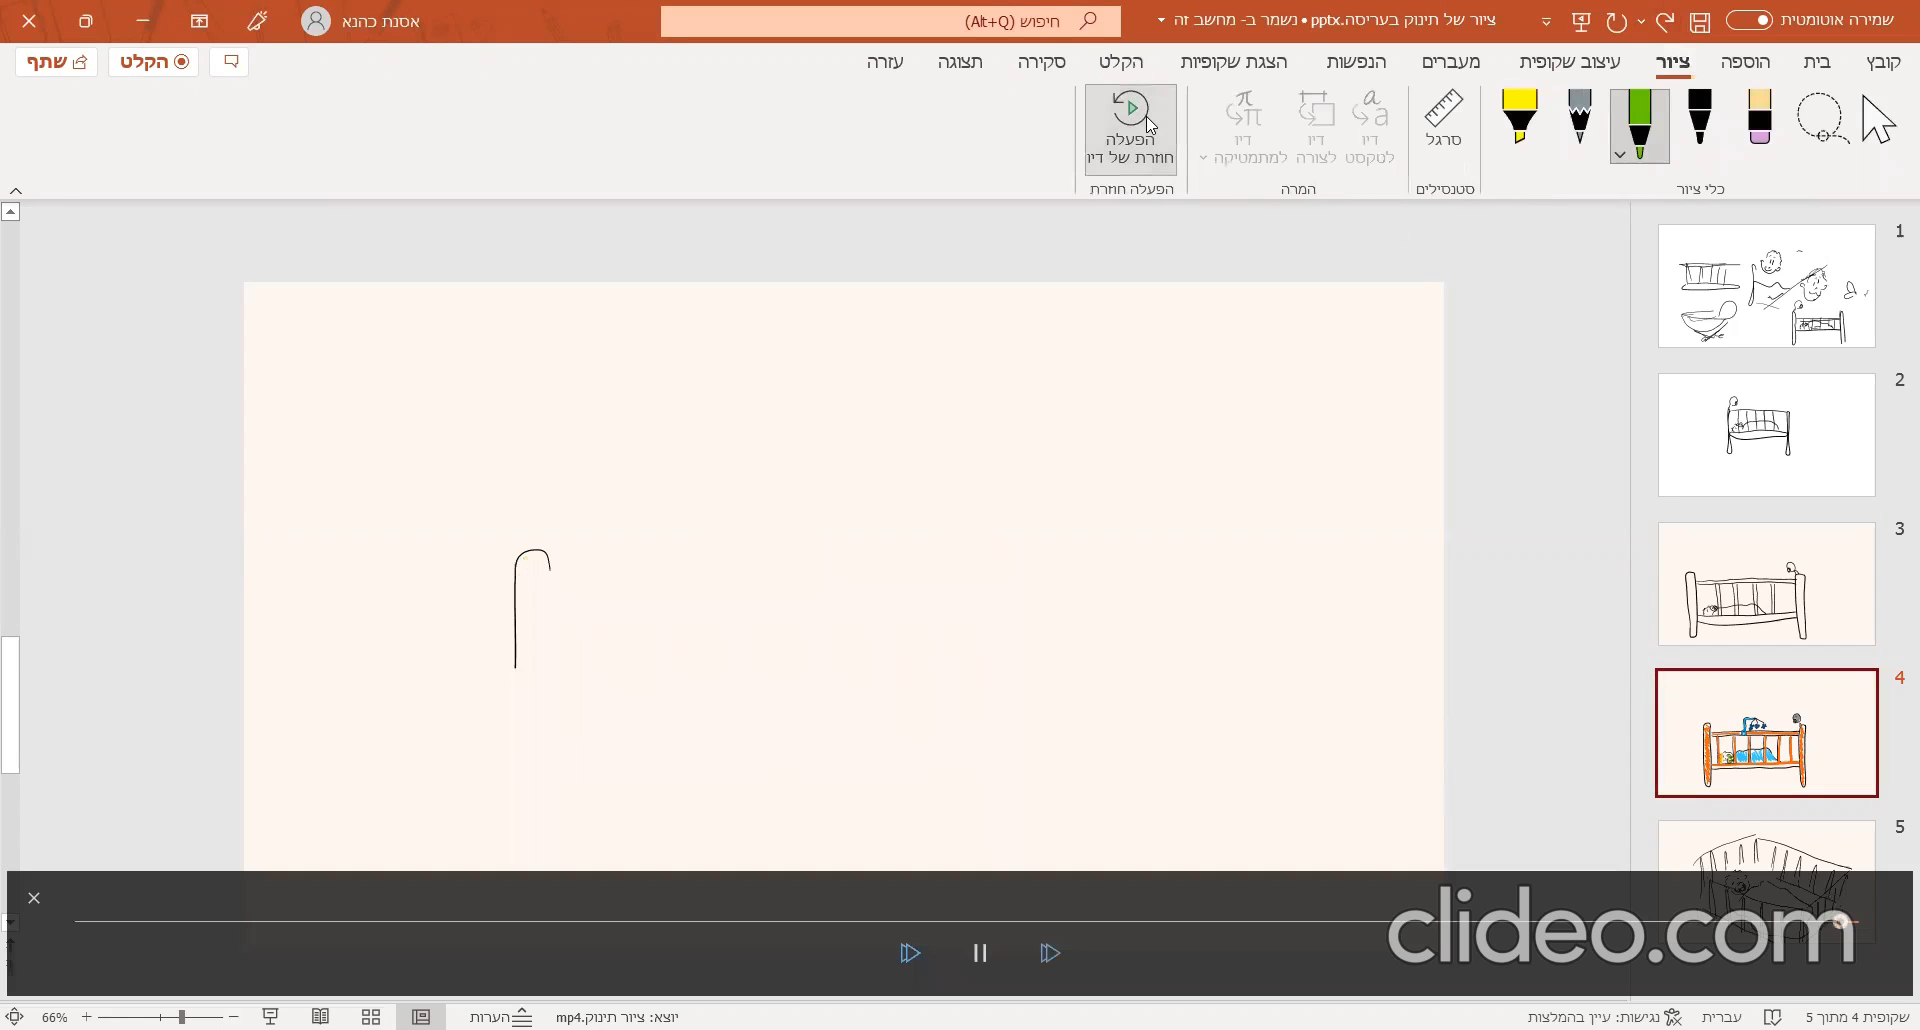 שמירה אוטומטית
ציור של תינוק בעריסה.pptx • נשמר ב- מחשב זה
חיפוש (Alt+Q)
אסנת כהנא
קובץ
בית
הוספה
ציור
עיצוב שקופית
מעברים
הנפשות
הצגת שקופיות
הקלט
סקירה
תצוגה
עזרה
הקלט
שתף
סרגל
דיו לטקסט
דיו לצורה
דיו למתמטיקה
הפעלה חוזרת של דיו
כלי ציור
סטנסילים
המרה
הפעלה חוזרת
1
2
3
4
5
clideo.com
שקופית 4 מתוך 5
עברית
נגישות: עיין בהמלצות
יוצא: ציור תינוק.mp4
הערות
66%